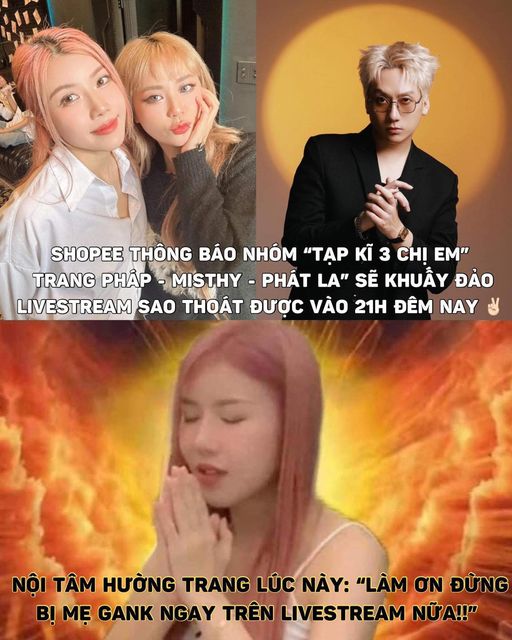 SHOPEE THÔNG BÁO NHÓM “TẠP KĨ 3 CHỊ EM”
TRANG PHÁP - MISTHY - PHÁT LA” SẼ KHUẤY ĐẢO
LIVESTREAM SAO THOÁT ĐƯỢC VÀO 21H ĐÊM NAY ✌🏻
NỘI TÂM HƯỜNG TRANG LÚC NÀY: “LÀM ƠN ĐỪNG
BỊ MẸ GANK NGAY TRÊN LIVESTREAM NỮA!!”